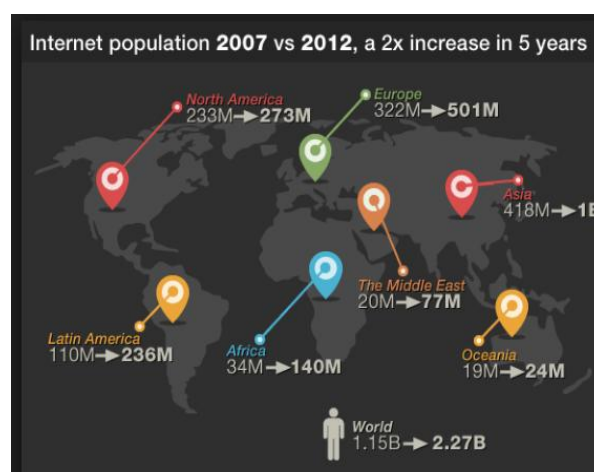 Internet population 2007 vs 2012, a 2x increase in 5 years
North America
233M→273M
Europe
322M→501M
Asia
418M→1
The Middle East
20M→77M
Latin America
110M→236M
Africa
34M→140M
Oceania
19M→24M
World
1.15B→2.27B